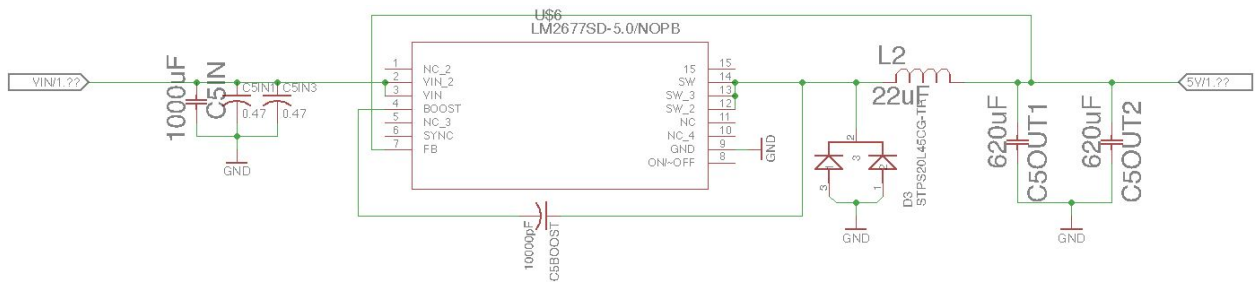 U$6
LM2677SD-5.0/NOPB
VIN/1.??
1000uF
C5IN
C5IN1
0.47
C5IN3
0.47
GND
1 NC_2
2 VIN_2
3 VIN
4 BOOST
5 NC_3
6 SYNC
7 FB
15 15
SW 14
SW_3 13
SW_2 12
NC 11
NC_4 10
GND 9
ON~OFF 8
GND
10000pF
C5BOOST
L2
22uF
2
3
3
1
D3
STPS20L45CG-TR
GND
620uF
C5OUT1
620uF
C5OUT2
GND
5V/1.??